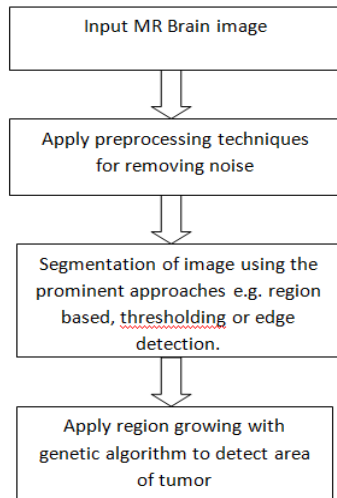 Input MR Brain image
Apply preprocessing techniques
for removing noise
Segmentation of image using the
prominent approaches e.g. region
based, thresholding or edge
detection.
Apply region growing with
genetic algorithm to detect area
of tumor